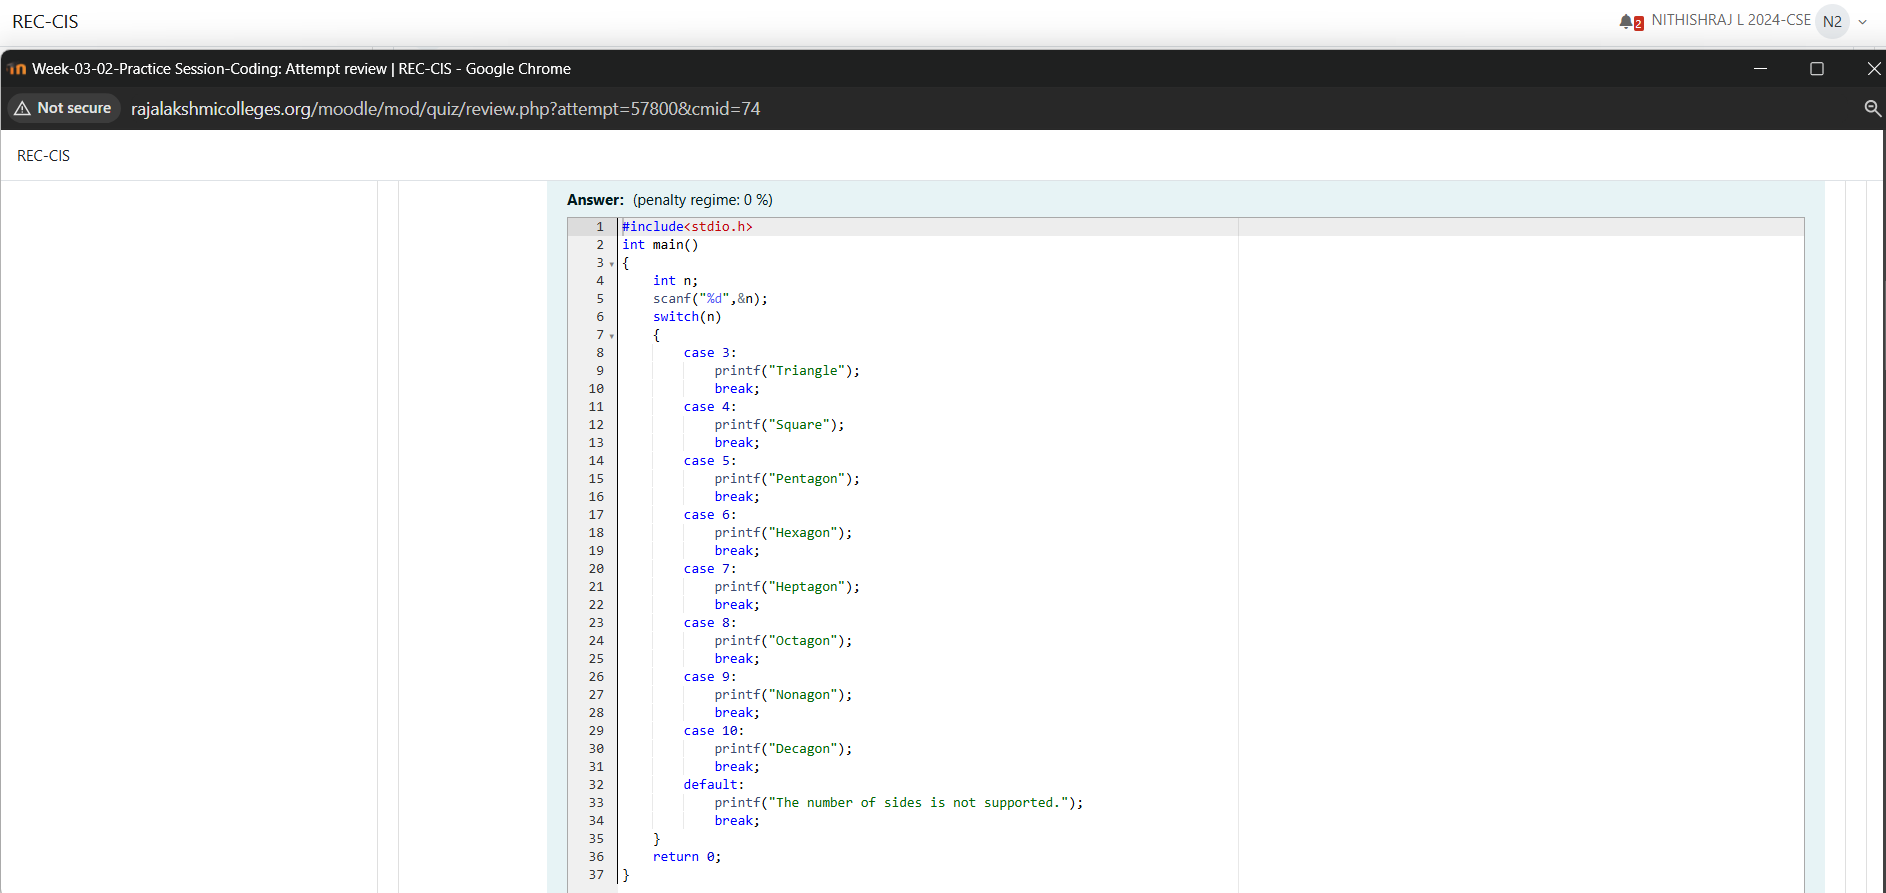 REC-CIS
2 NITHISHRAJ L 2024-CSE N2
Week-03-02-Practice Session-Coding: Attempt review | REC-CIS - Google Chrome
Not secure rajalakshmicolleges.org/moodle/mod/quiz/review.php?attempt=57800&cmid=74
REC-CIS
Answer: (penalty regime: 0 %)
1 #include<stdio.h>
2 int main()
3 {
4 int n;
5 scanf("%d",&n);
6 switch(n)
7 {
8 case 3:
9 printf("Triangle");
10 break;
11 case 4:
12 printf("Square");
13 break;
14 case 5:
15 printf("Pentagon");
16 break;
17 case 6:
18 printf("Hexagon");
19 break;
20 case 7:
21 printf("Heptagon");
22 break;
23 case 8:
24 printf("Octagon");
25 break;
26 case 9:
27 printf("Nonagon");
28 break;
29 case 10:
30 printf("Decagon");
31 break;
32 default:
33 printf("The number of sides is not supported.");
34 break;
35 }
36 return 0;
37 }